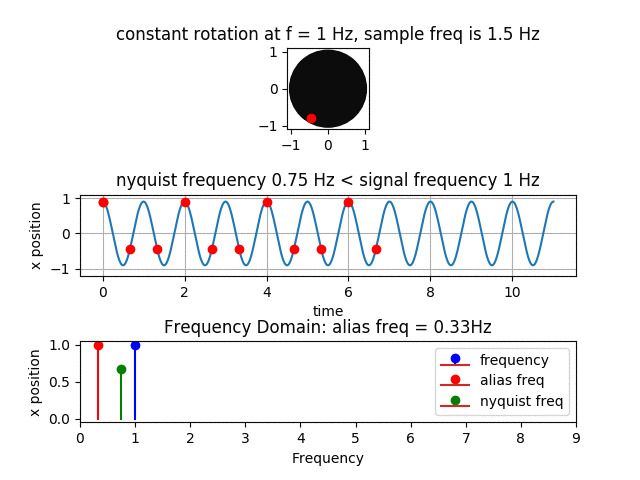 constant rotation at f = 1 Hz, sample freq is 1.5 Hz
1
0
−1
−1 0 1
nyquist frequency 0.75 Hz < signal frequency 1 Hz
x position
1
0
−1
0 2 4 6 8 10
time
Frequency Domain: alias freq = 0.33Hz
x position
1.0
0.5
0.0
frequency
alias freq
nyquist freq
0 1 2 3 4 5 6 7 8 9
Frequency